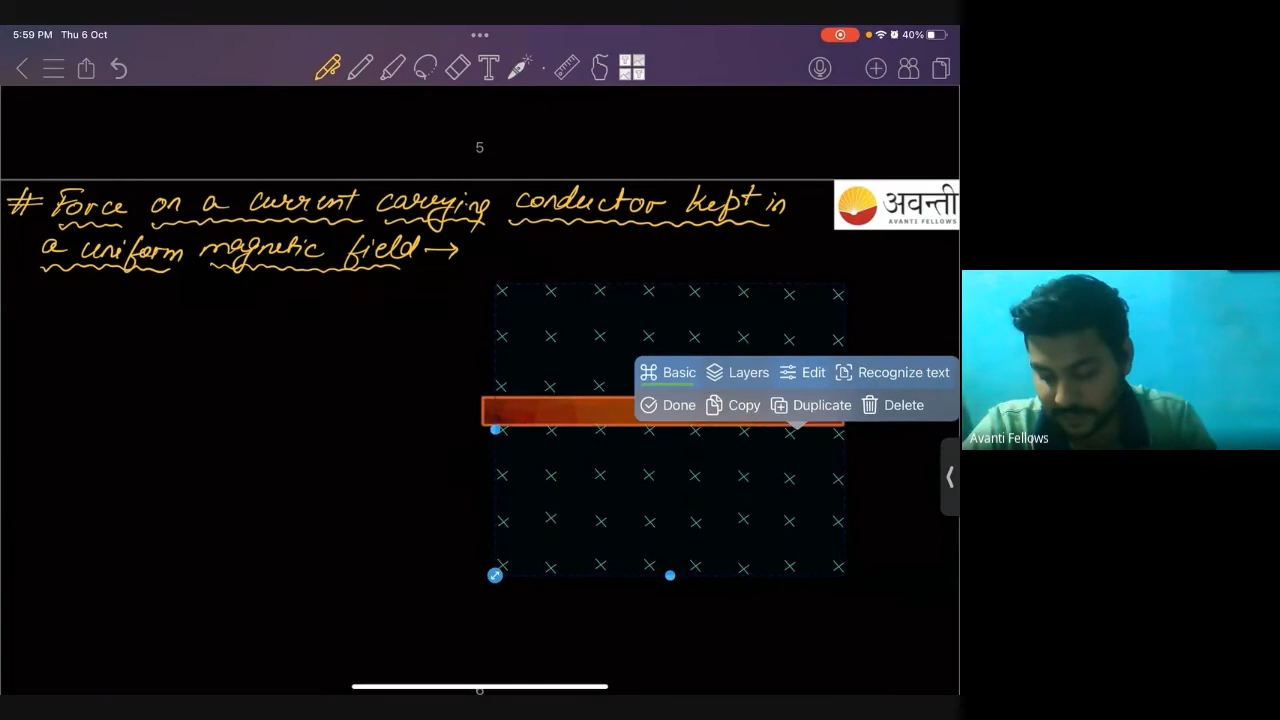 5:59 PM Thu 6 Oct
40%
5
# Force on a current carrying conductor kept in
a uniform magnetic field →
अवन्ती
AVANTI FELLOWS
Basic Layers Edit Recognize text
Done Copy Duplicate Delete
Avanti Fellows
6